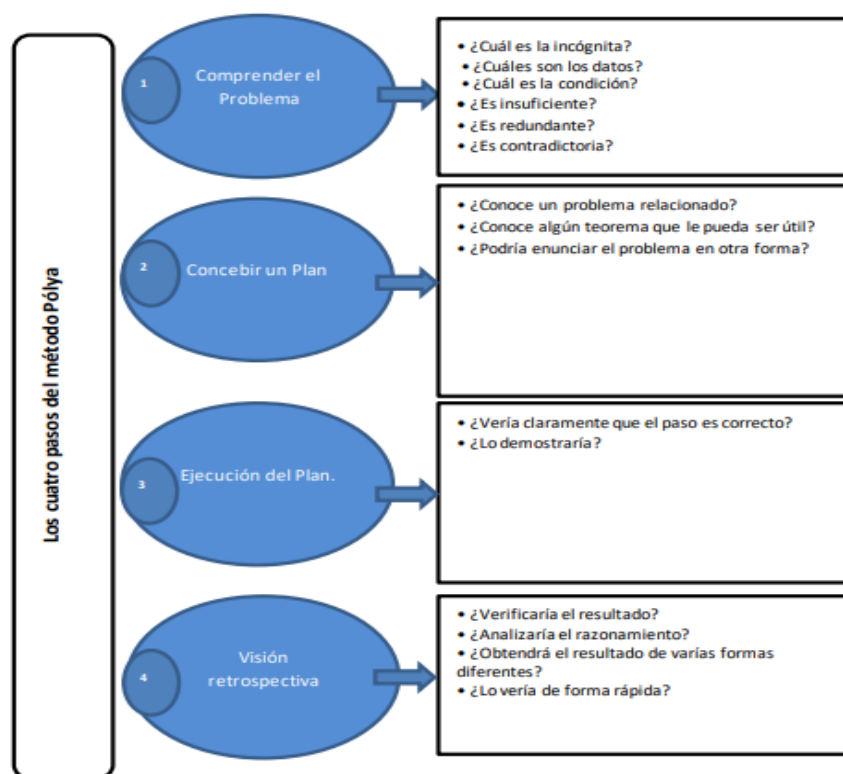 Los cuatro pasos del método Pólya
1
Comprender el
Problema
• ¿Cuál es la incógnita?
• ¿Cuáles son los datos?
• ¿Cuál es la condición?
• ¿Es insuficiente?
• ¿Es redundante?
• ¿Es contradictoria?
2
Concebir un Plan
• ¿Conoce un problema relacionado?
• ¿Conoce algún teorema que le pueda ser útil?
• ¿Podría enunciar el problema en otra forma?
3
Ejecución del Plan.
• ¿Vería claramente que el paso es correcto?
• ¿Lo demostraría?
4
Visión
retrospectiva
• ¿Verificaría el resultado?
• ¿Analizaría el razonamiento?
• ¿Obtendrá el resultado de varías formas
diferentes?
• ¿Lo vería de forma rápida?